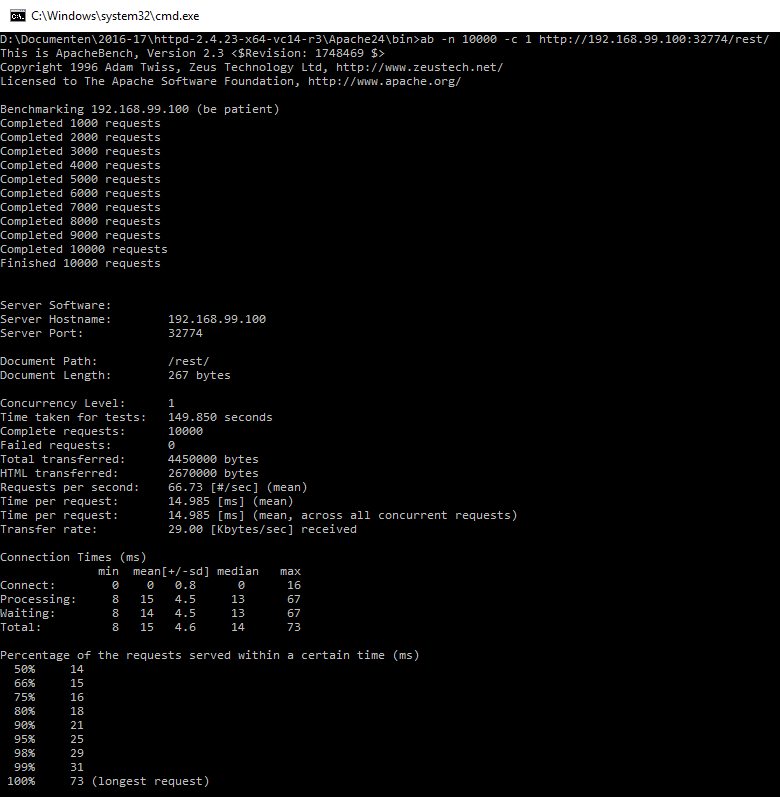 C:\Windows\system32\cmd.exe
D:\Documenten\2016-17\httpd-2.4.23-x64-vc14-r3\Apache24\bin>ab -n 10000 -c 1 http://192.168.99.100:32774/rest/
This is ApacheBench, Version 2.3 <$Revision: 1748469 $>
Copyright 1996 Adam Twiss, Zeus Technology Ltd, http://www.zeustech.net/
Licensed to The Apache Software Foundation, http://www.apache.org/

Benchmarking 192.168.99.100 (be patient)
Completed 1000 requests
Completed 2000 requests
Completed 3000 requests
Completed 4000 requests
Completed 5000 requests
Completed 6000 requests
Completed 7000 requests
Completed 8000 requests
Completed 9000 requests
Completed 10000 requests
Finished 10000 requests

Server Software:
Server Hostname:        192.168.99.100
Server Port:            32774

Document Path:          /rest/
Document Length:        267 bytes

Concurrency Level:      1
Time taken for tests:   149.850 seconds
Complete requests:      10000
Failed requests:        0
Total transferred:      4450000 bytes
HTML transferred:       2670000 bytes
Requests per second:    66.73 [#/sec] (mean)
Time per request:       14.985 [ms] (mean)
Time per request:       14.985 [ms] (mean, across all concurrent requests)
Transfer rate:          29.00 [Kbytes/sec] received

Connection Times (ms)
              min  mean[+/-sd] median   max
Connect:        0    0   0.8      0      16
Processing:     8   15   4.5     13      67
Waiting:        8   14   4.5     13      67
Total:          8   15   4.6     14      73

Percentage of the requests served within a certain time (ms)
  50%     14
  66%     15
  75%     16
  80%     18
  90%     21
  95%     25
  98%     29
  99%     31
 100%     73 (longest request)